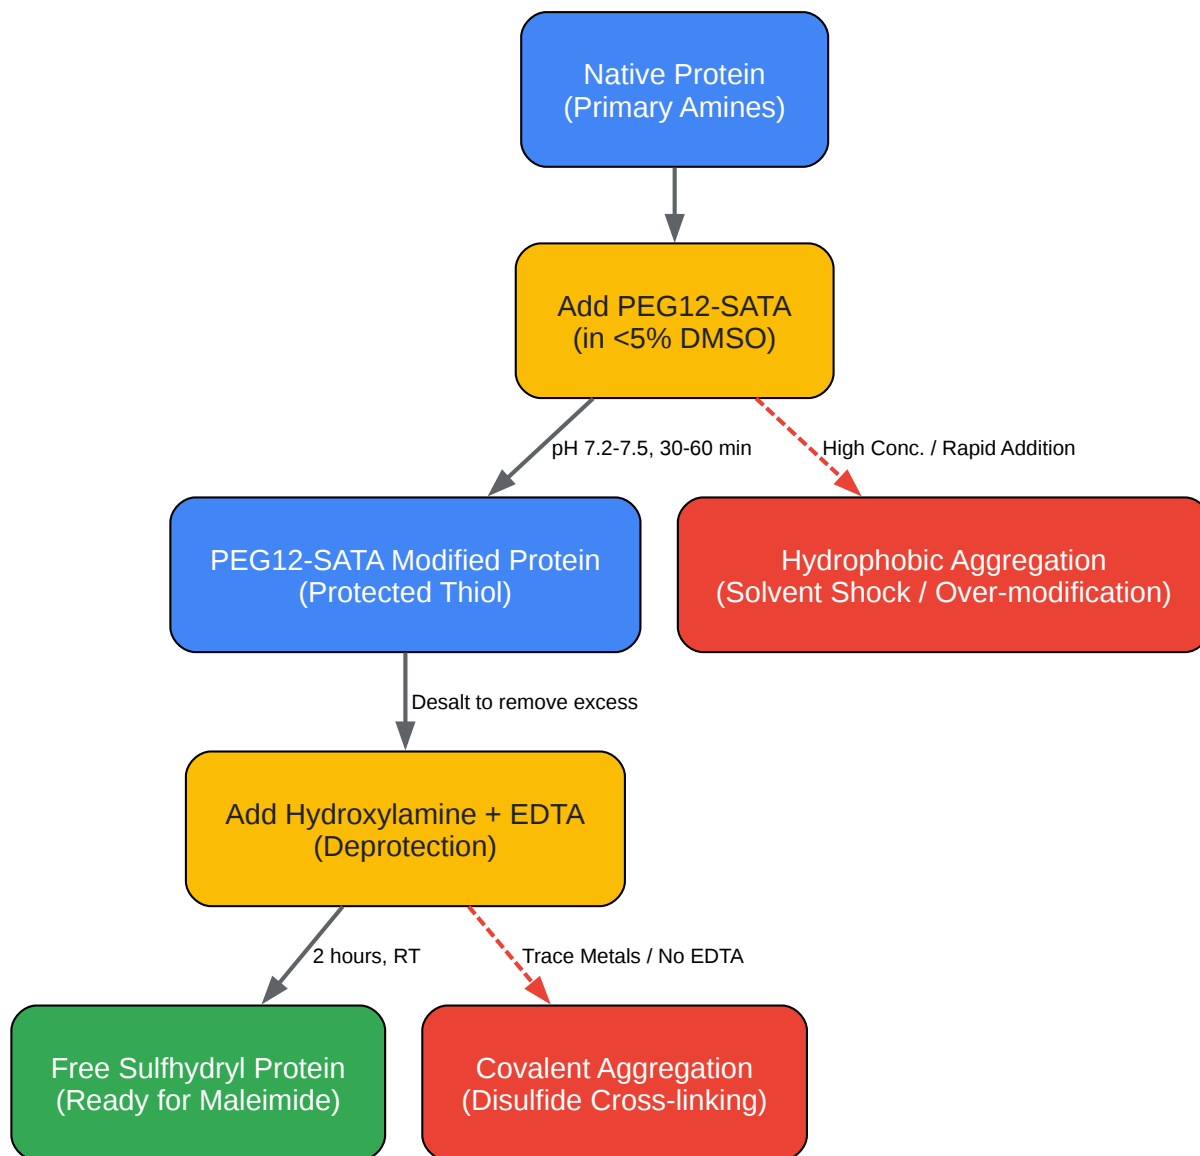 Native Protein
(Primary Amines)
Add PEG12-SATA
(in <5% DMSO)
pH 7.2-7.5, 30-60 min
High Conc. / Rapid Addition
PEG12-SATA Modified Protein
(Protected Thiol)
Hydrophobic Aggregation
(Solvent Shock / Over-modification)
Desalt to remove excess
Add Hydroxylamine + EDTA
(Deprotection)
2 hours, RT
Trace Metals / No EDTA
Free Sulfhydryl Protein
(Ready for Maleimide)
Covalent Aggregation
(Disulfide Cross-linking)